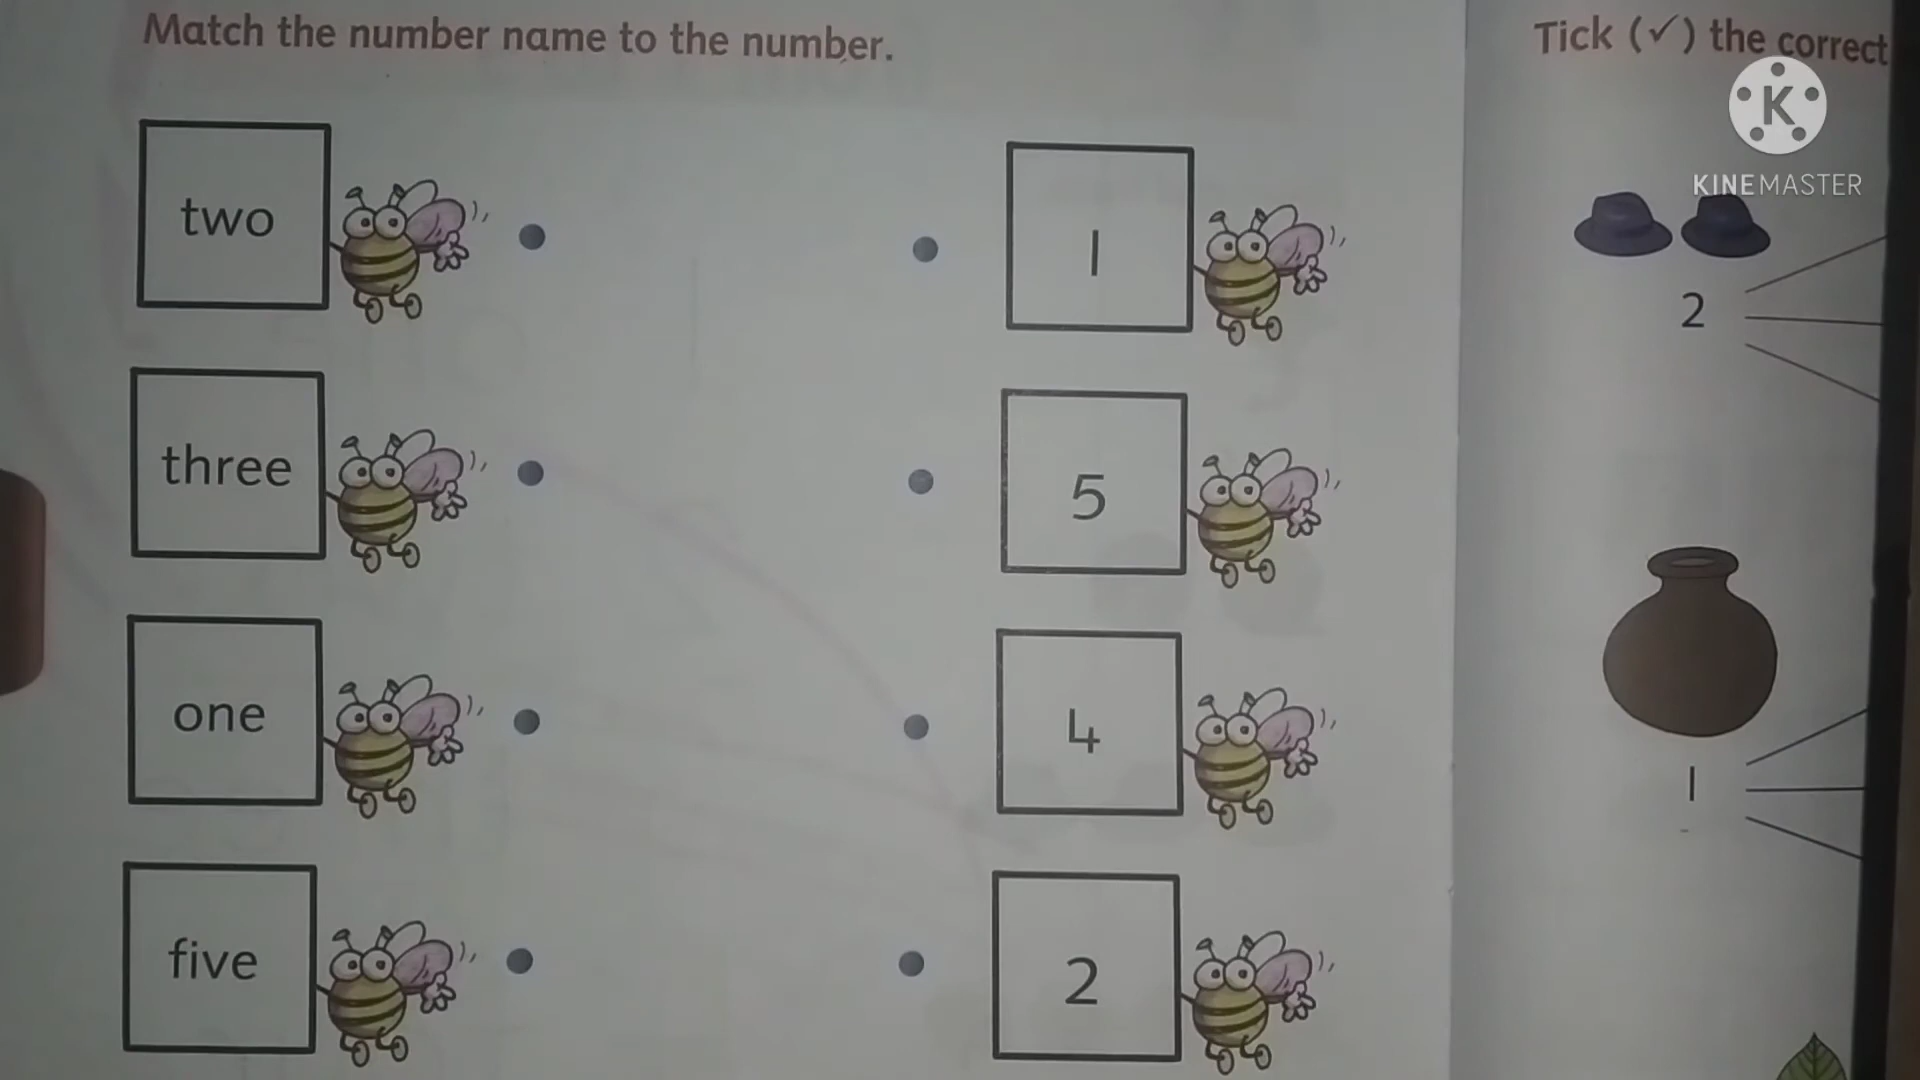 Match the number name to the number.
two
1
three
5
one
4
five
2
Tick (✓) the correct
K
KINEMASTER
2
1